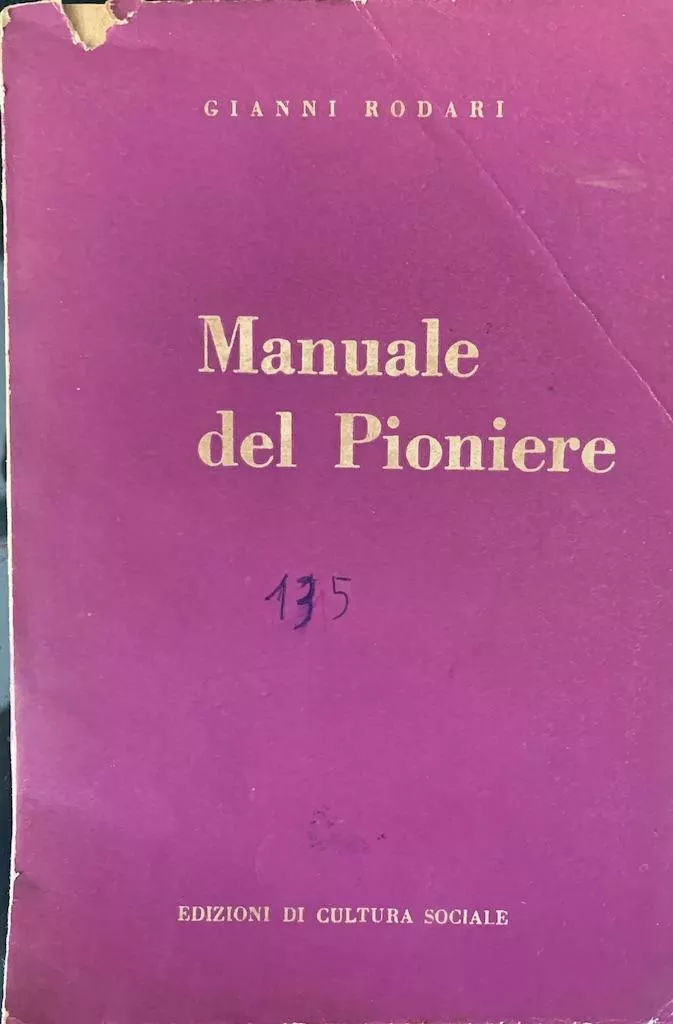 GIANNI RODARI
Manuale
del Pioniere
135
EDIZIONI DI CULTURA SOCIALE